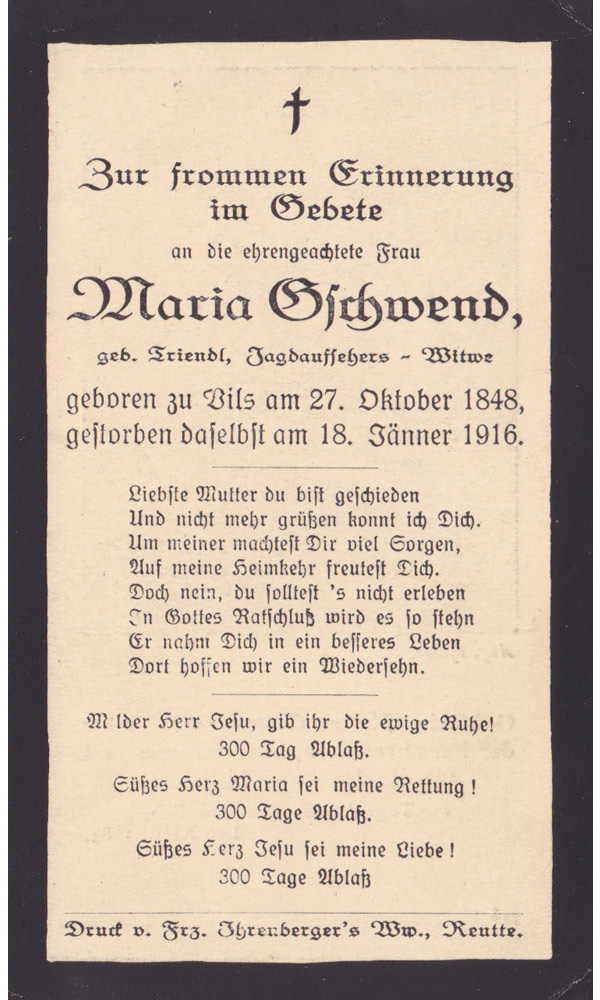 Zur frommen Erinnerung
im Gebete
an die ehrengeachtete Frau
Maria Gschwend,
geb. Triendl, Jagdaufsehers - Witwe
geboren zu Vils am 27. Oktober 1848,
gestorben daselbst am 18. Jänner 1916.
Liebste Mutter du bist geschieden
Und nicht mehr grüßen konnt ich Dich.
Um meiner machtest Dir viel Sorgen,
Auf meine Heimkehr freutest Dich.
Doch nein, du solltest 's nicht erleben
In Gottes Ratschluß wird es so stehn
Er nahm Dich in ein besseres Leben
Dort hoffen wir ein Wiedersehn.
M lder Herr Jesu, gib ihr die ewige Ruhe!
300 Tag Ablaß.
Süßes Herz Maria sei meine Rettung !
300 Tage Ablaß.
Süßes Herz Jesu sei meine Liebe !
300 Tage Ablaß
Druck v. Frz. Ihrenberger's Ww., Reutte.